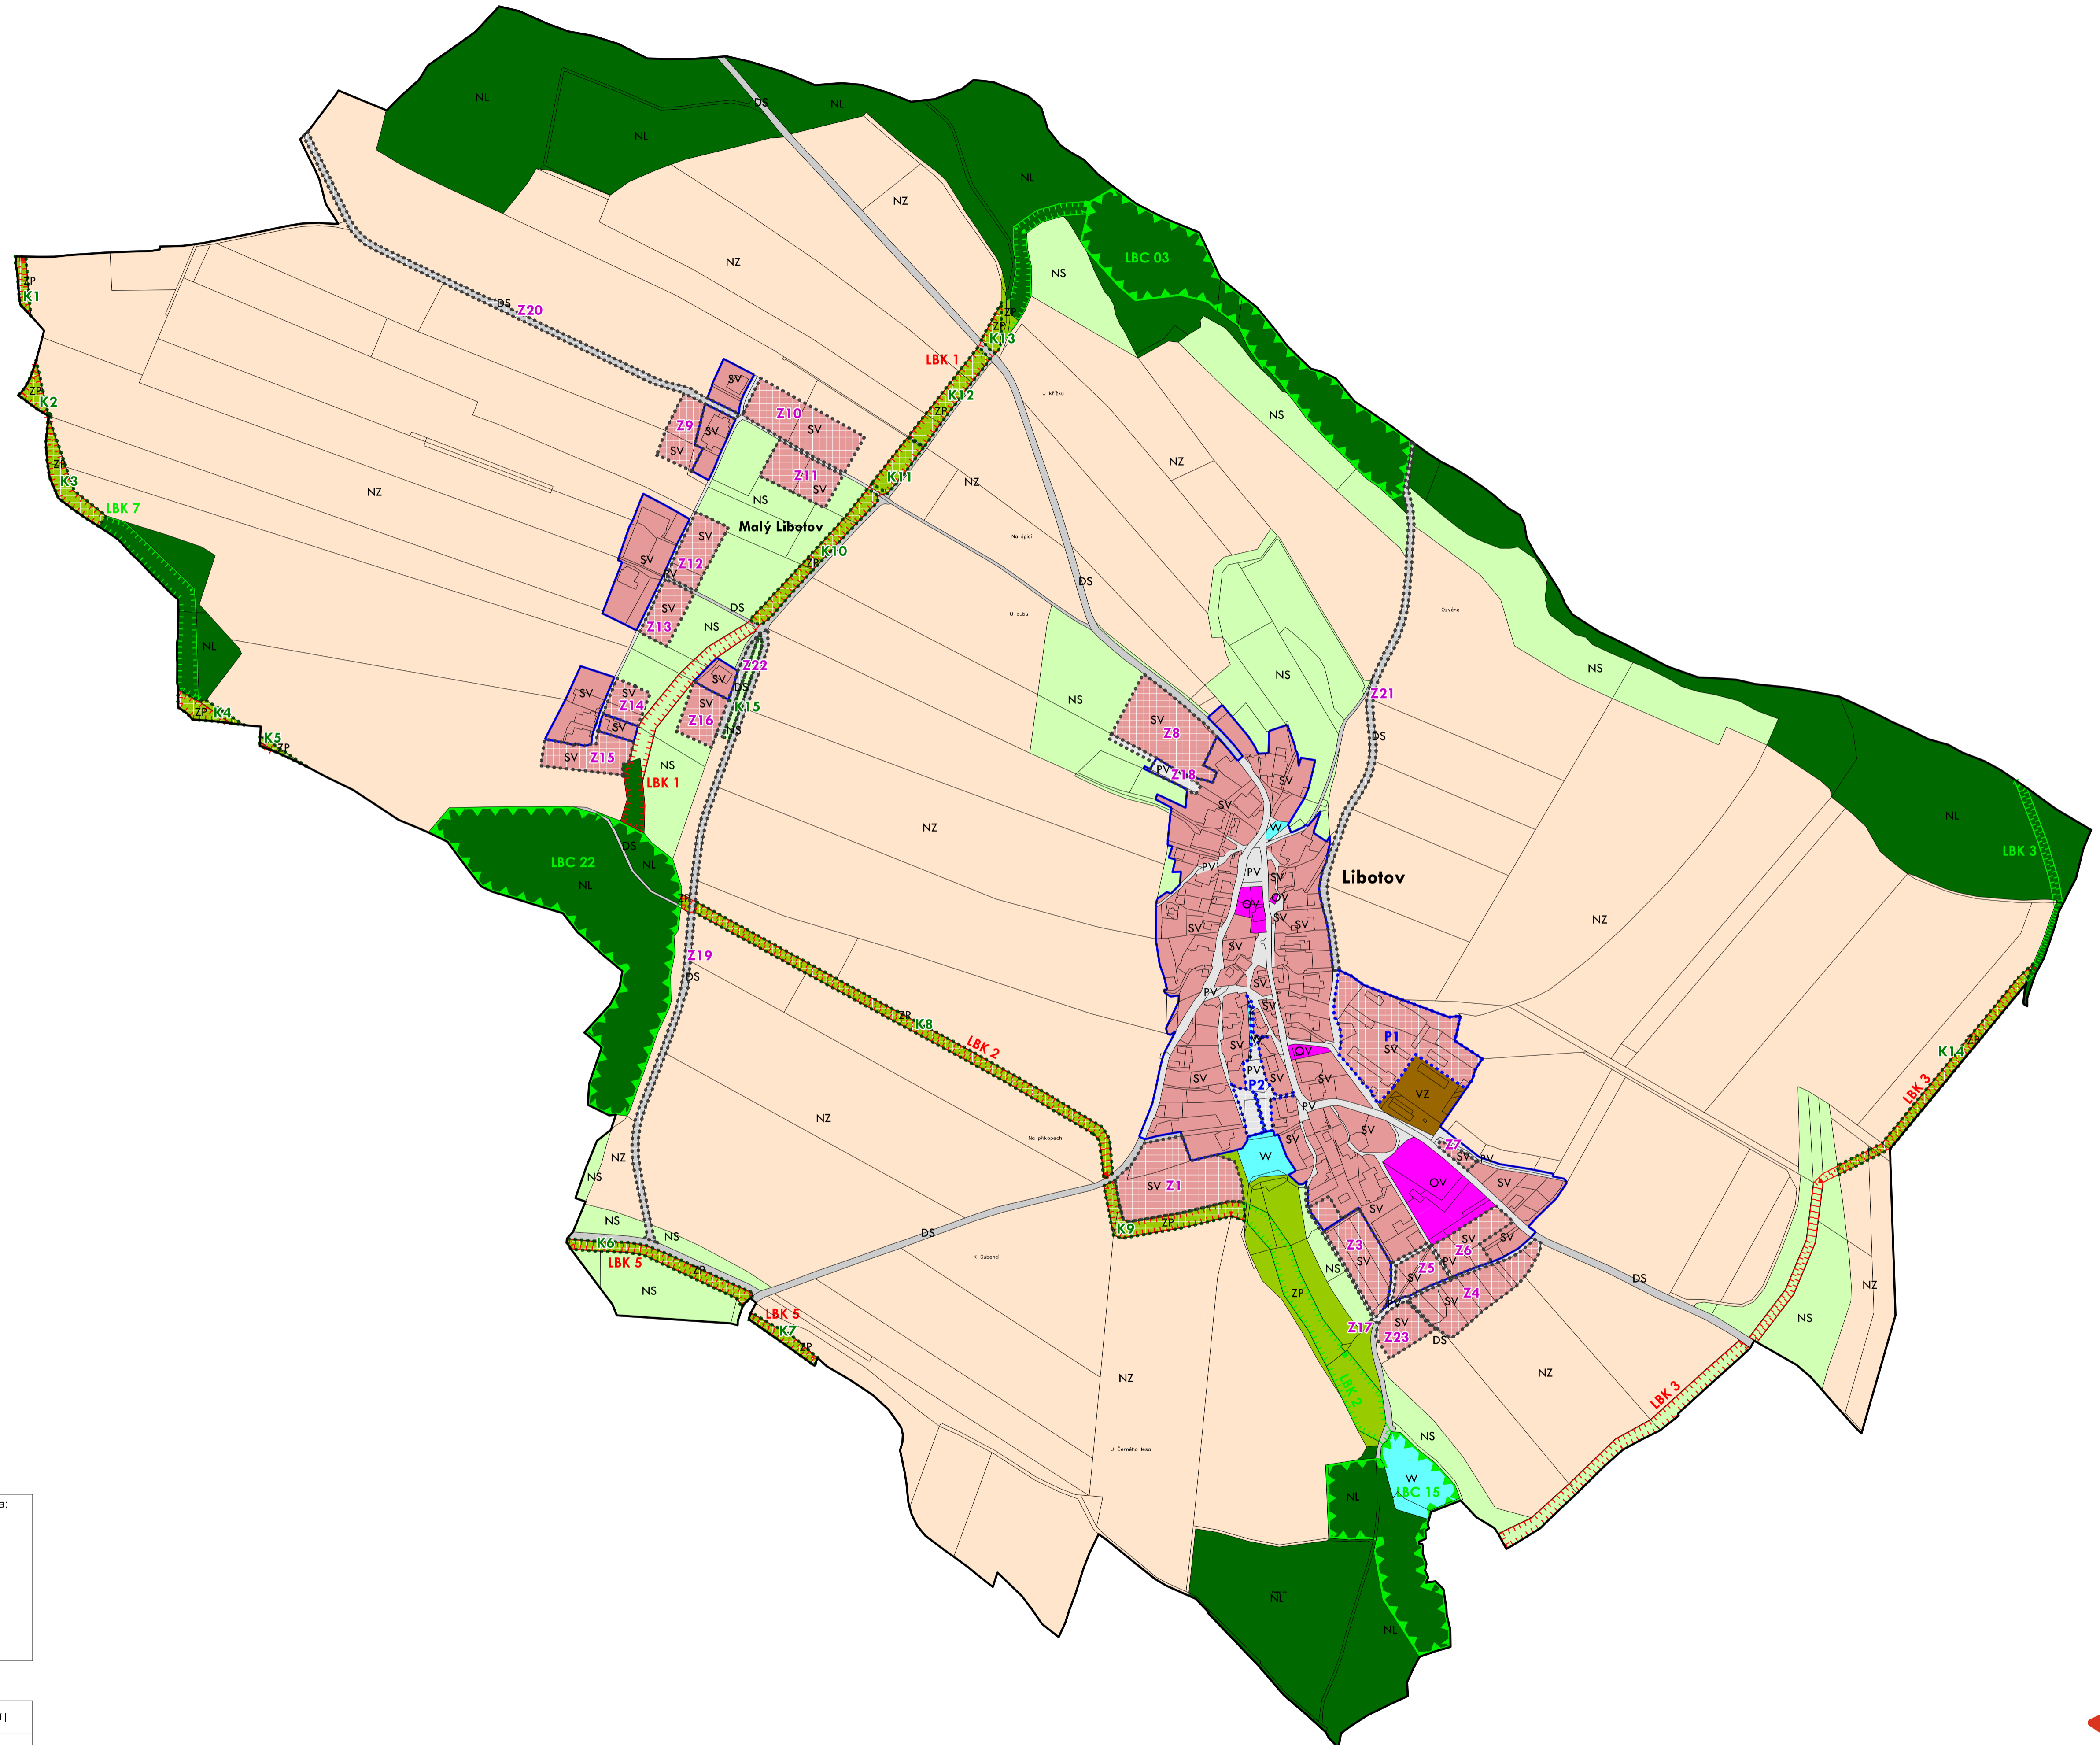 NL
DS
NL
NL
NL
NZ
LBC 03
NZ
NS
ZP
K1
DS
Z20
ZP
ZP
K13
LBK 1
SV
ZP
K2
K12
ZP
U křížku
Z10
SV
NS
Z9
SV
SV
ZP
K3
Z11
SV
K11
NZ
NZ
NZ
NS
LBK 7
Malý Libotov
SV
Na špici
K10
ZP
SV
Z12
PV
DS
SV
DS
U dubu
Ozvěna
Z13
NS
NL
Z22
NS
NS
SV
DS
SV
SV
Z14
SV
K15
NS
Z21
ZP
K4
SV
Z16
SV
Z8
NS
DS
K5
ZP
SV
Z15
NS
PV
Z18
LBK 1
SV
SV
NL
W
NZ
DS
LBK 3
LBC 22
NL
PV
PV
SV
Libotov
NL
ZP
OV
OV
NZ
SV
SV
SV
SV
Z19
DS
SV
PV
SV
ZP
K8
SV
LBK 2
P1
SV
SV
OV
ZP
K14
PV
SV
SV
SV
P2
VZ
LBK 3
PV
NZ
SV
Na příkopech
SV
Z7
NZ
W
SV
PV
NS
SV
Z1
OV
SV
SV
NS
K9
ZP
DS
K6
NS
Z3
SV
SV
Z6
SV
K Dubenci
LBK 5
ZP
NS
SV
Z5
PV
DS
NZ
NS
ZP
SV
Z4
PV
LBK 5
K7
ZP
Z17
SV
Z23
DS
NS
NZ
NZ
LBK 2
LBK 3
U Černého lesa
NS
W
LBC 15
NL
NL
NL
a: